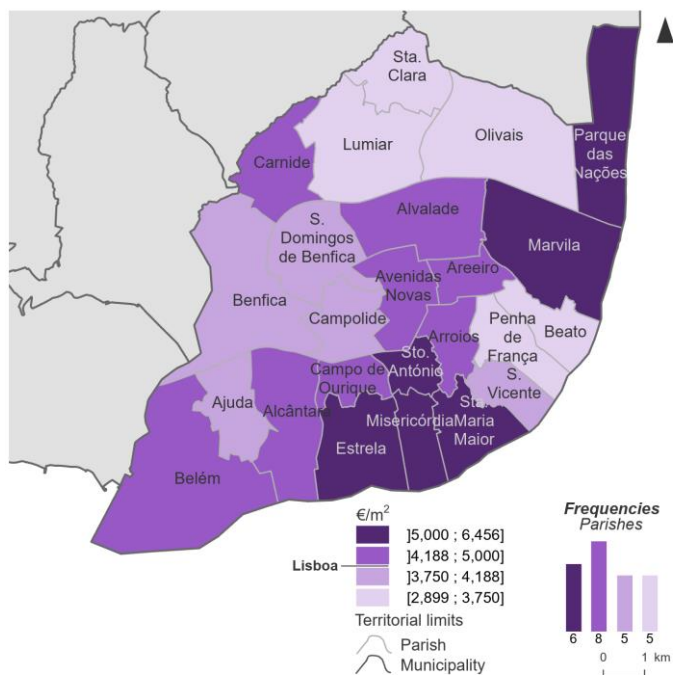 Sta.
Clara
Lumiar
Olivais
Parque
das
Nações
Carnide
Alvalade
S.
Domingos
de Benfica
Marvila
Avenidas
Novas
Areeiro
Benfica
Campolide
Penha
de
França
Beato
Arroios
Sto.
António
Campo de
Ourique
S.
Vicente
Ajuda
Alcântara
Misericórdia
Sta.
Maria
Maior
Estrela
Belém
€/m²
]5,000 ; 6,456]
]4,188 ; 5,000]
Lisboa
]3,750 ; 4,188]
[2,899 ; 3,750]
Territorial limits
Parish
Municipality
Frequencies
Parishes
6 8 5 5
0 1 km